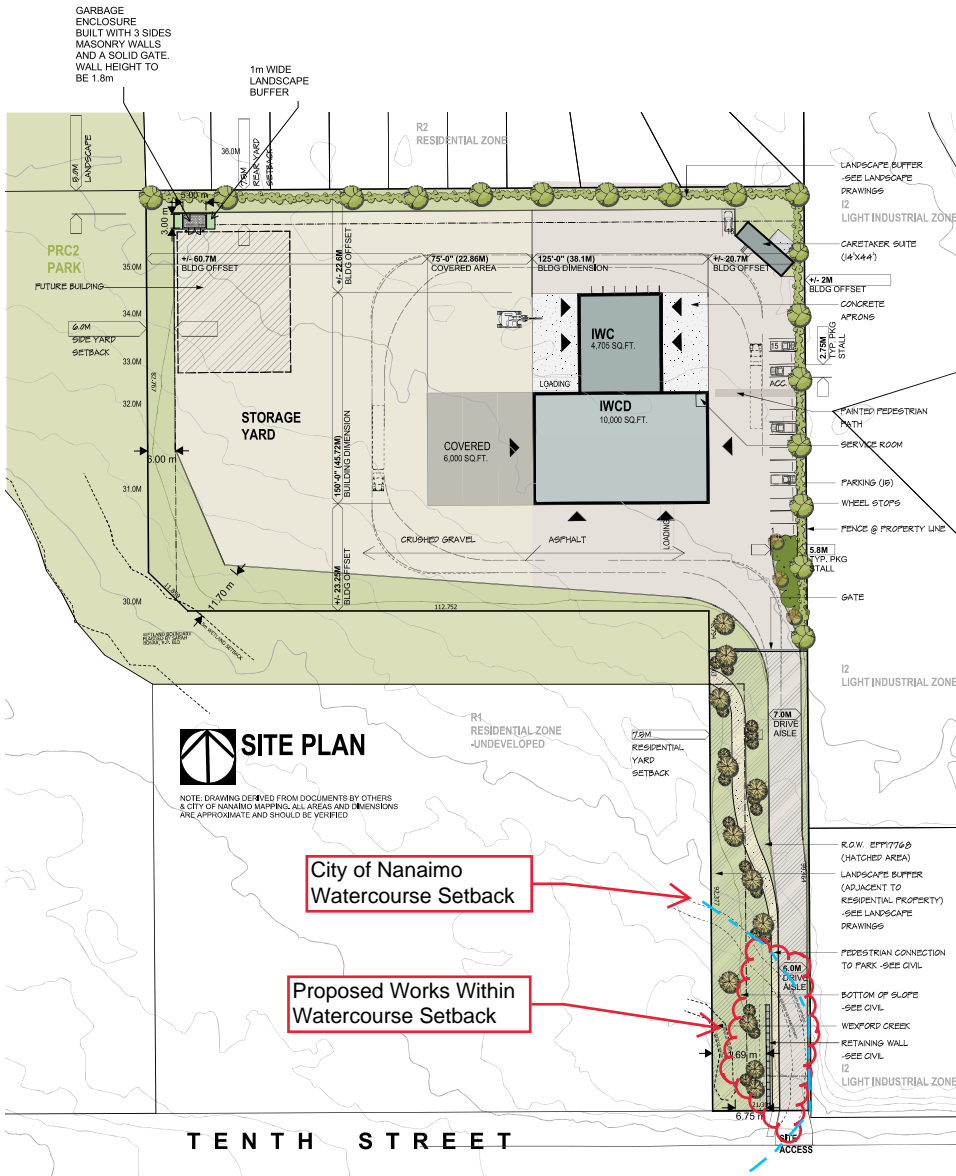 GARBAGE
ENCLOSURE
BUILT WITH 3 SIDES
MASONRY WALLS
AND A SOLID GATE.
WALL HEIGHT TO
BE 1.8m
1m WIDE
LANDSCAPE
BUFFER
R2
RESIDENTIAL ZONE
6.0M
LANDSCAPE
36.0M
7.5M
REAR YARD
SETBACK
5.00 m
3.00 m
LANDSCAPE BUFFER
-SEE LANDSCAPE
DRAWINGS
I2
LIGHT INDUSTRIAL ZONE
PRC2
PARK
CARETAKER SUITE
(14'X44')
35.0M
+/- 60.7M
BLDG OFFSET
+/- 22.6M
BLDG OFFSET
75'-0" (22.86M)
COVERED AREA
125'-0" (38.1M)
BLDG DIMENSION
+/- 20.7M
BLDG OFFSET
+/- 2M
BLDG OFFSET
FUTURE BUILDING
CONCRETE
APRONS
34.0M
6.0M
SIDE YARD
SETBACK
IWC
4,705 SQ.FT.
2.75M
TYP. PKG
STALL
15
33.0M
92.767
LOADING
ACC.
32.0M
IWCD
10,000 SQ.FT.
PAINTED PEDESTRIAN
PATH
STORAGE
YARD
COVERED
6,000 SQ.FT.
SERVICE ROOM
6.00 m
150'-0" (45.72M)
BUILDING DIMENSION
PARKING (15)
31.0M
WHEEL STOPS
FENCE @ PROPERTY LINE
CRUSHED GRAVEL
ASPHALT
LOADING
5.8M
TYP. PKG
STALL
11.70 m
+/- 23.25M
BLDG OFFSET
GATE
30.0M
112.752
I2
LIGHT INDUSTRIAL ZONE
R1
RESIDENTIAL ZONE
-UNDEVELOPED
7.0M
DRIVE
AISLE
SITE PLAN
7.5M
RESIDENTIAL
YARD
SETBACK
NOTE: DRAWING DERIVED FROM DOCUMENTS BY OTHERS
& CITY OF NANAIMO MAPPING. ALL AREAS AND DIMENSIONS
ARE APPROXIMATE AND SHOULD BE VERIFIED
R.O.W. EPP17768
(HATCHED AREA)
City of Nanaimo
Watercourse Setback
LANDSCAPE BUFFER
(ADJACENT TO
RESIDENTIAL PROPERTY)
-SEE LANDSCAPE
DRAWINGS
92.377
PEDESTRIAN CONNECTION
TO PARK -SEE CIVIL
6.0M
DRIVE
AISLE
Proposed Works Within
Watercourse Setback
BOTTOM OF SLOPE
-SEE CIVIL
WEXFORD CREEK
RETAINING WALL
-SEE CIVIL
I2
LIGHT INDUSTRIAL ZONE
6.75 m
TENTH STREET
SITE
ACCESS